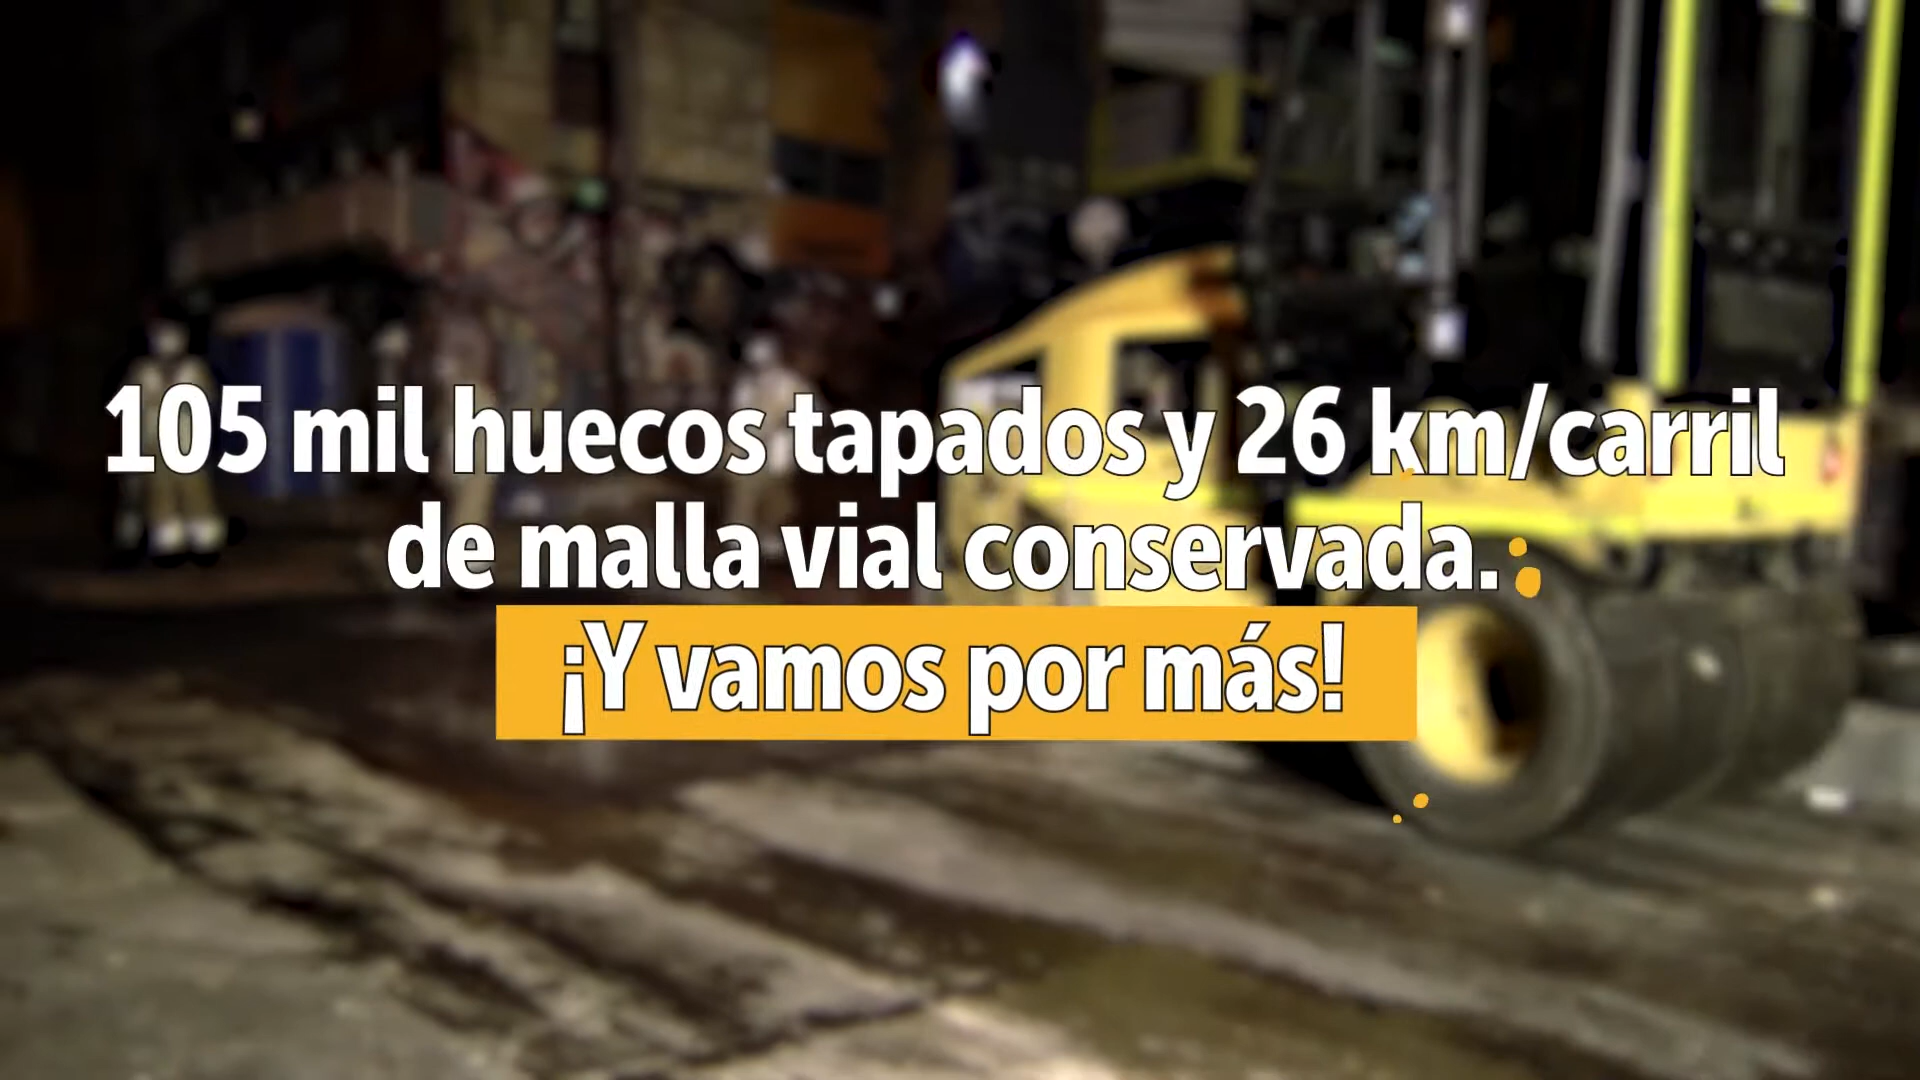 105 mil huecos tapados y 26 km/carril
de malla vial conservada.
¡Y vamos por más!